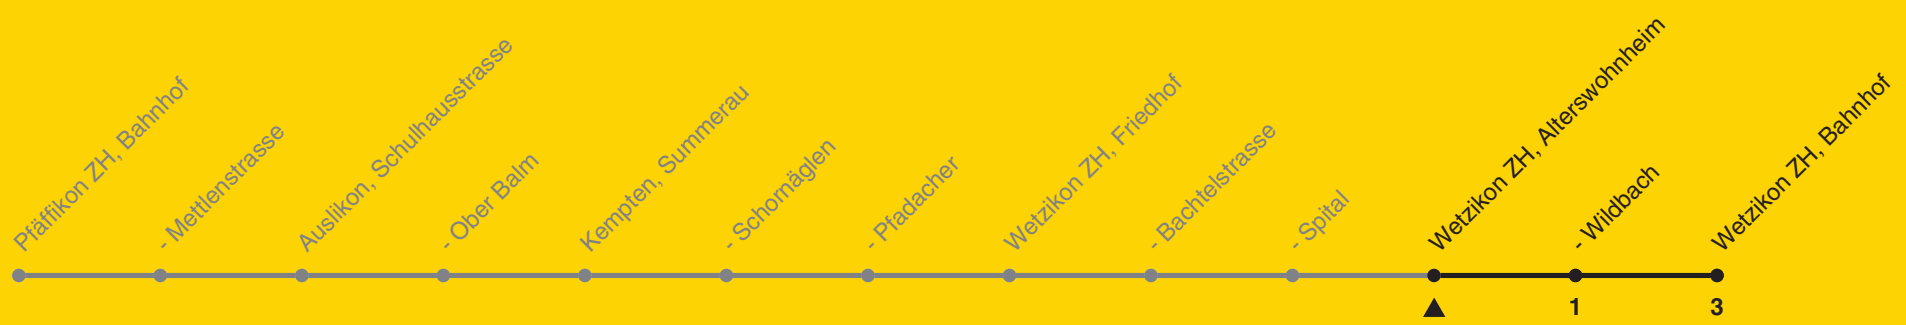 Pfäffikon ZH, Bahnhof
- Mettlenstrasse
Auslikon, Schulhausstrasse
- Ober Balm
Kempten, Summerau
- Schornäglen
- Pfadacher
Wetzikon ZH, Friedhof
- Bachtelstrasse
- Spital
Wetzikon ZH, Alterswohnheim
- Wildbach
Wetzikon ZH, Bahnhof
1
3